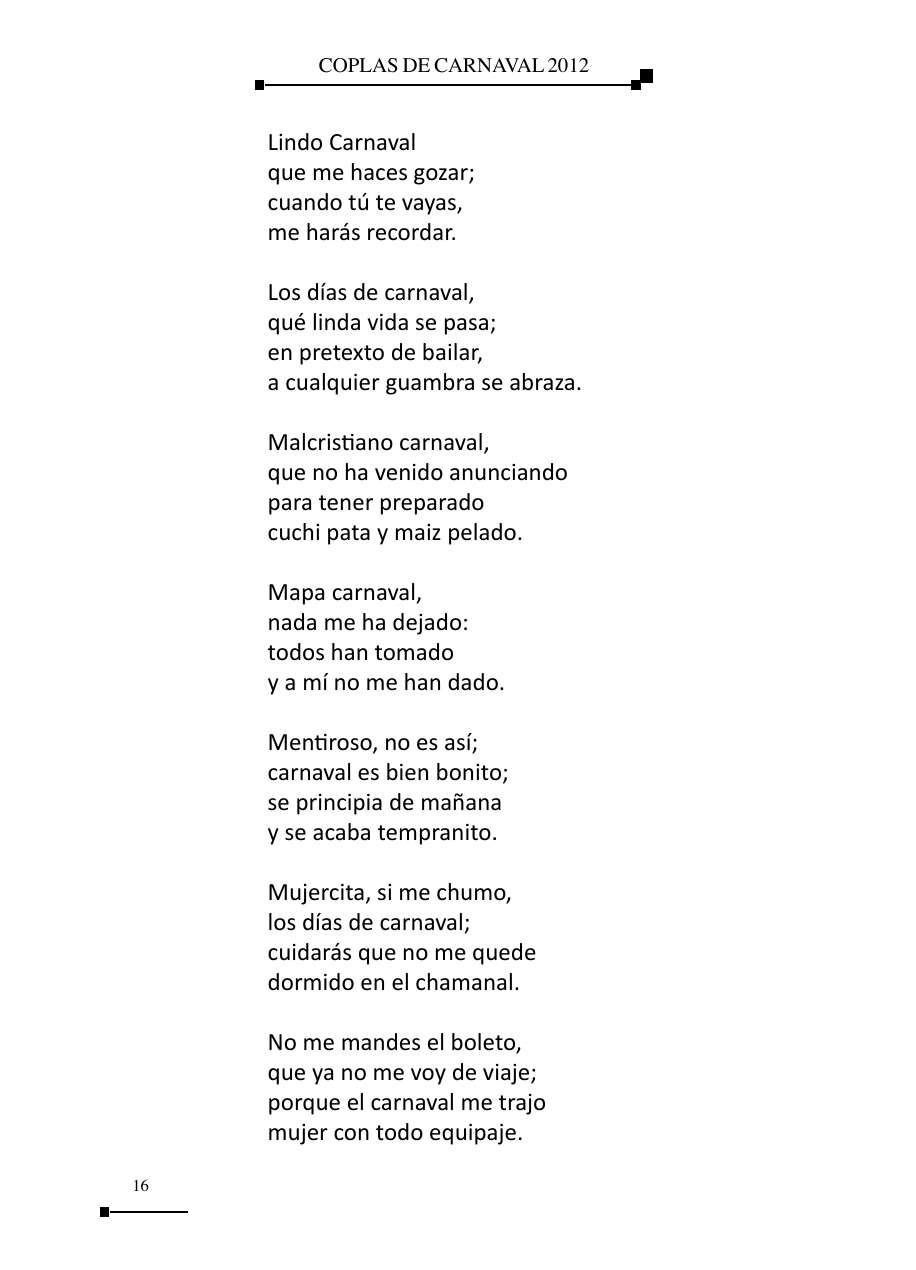 COPLAS DE CARNAVAL 2012
Lindo Carnaval
que me haces gozar;
cuando tú te vayas,
me harás recordar.
Los días de carnaval,
qué linda vida se pasa;
en pretexto de bailar,
a cualquier guambra se abraza.
Malcristiano carnaval,
que no ha venido anunciando
para tener preparado
cuchi pata y maiz pelado.
Mapa carnaval,
nada me ha dejado:
todos han tomado
y a mí no me han dado.
Mentiroso, no es así;
carnaval es bien bonito;
se principia de mañana
y se acaba tempranito.
Mujercita, si me chumo,
los días de carnaval;
cuidarás que no me quede
dormido en el chamanal.
No me mandes el boleto,
que ya no me voy de viaje;
porque el carnaval me trajo
mujer con todo equipaje.
16